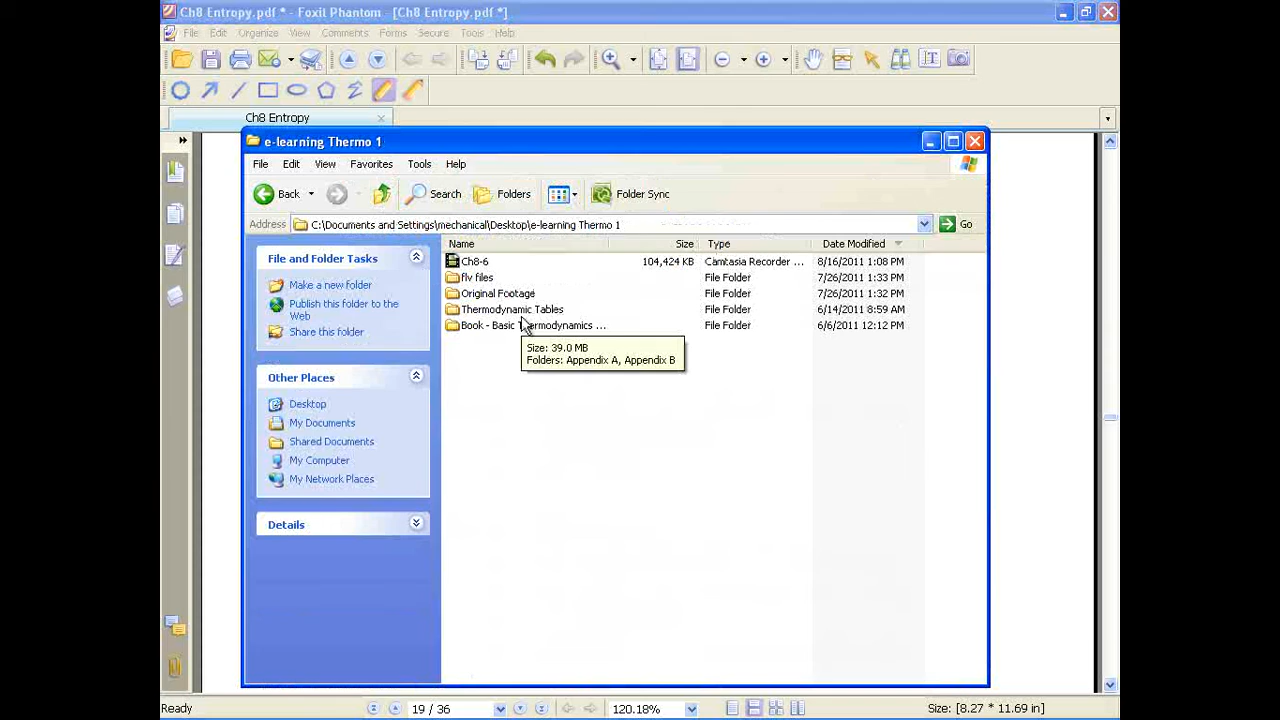 Ch8 Entropy.pdf * - Foxit Phantom - [Ch8 Entropy.pdf *]
File Edit Organize View Comments Forms Secure Tools Help
Ch8 Entropy
e-learning Thermo 1
File Edit View Favorites Tools Help
Back Search Folders Folder Sync
Address C:\Documents and Settings\mechanical\Desktop\e-learning Thermo 1 Go
Name Size Type Date Modified
File and Folder Tasks
Make a new folder
Publish this folder to the
Web
Share this folder
Other Places
Desktop
My Documents
Shared Documents
My Computer
My Network Places
Details
Ch8-6 104,424 KB Camtasia Recorder ... 8/16/2011 1:08 PM
flv files File Folder 7/26/2011 1:33 PM
Original Footage File Folder 7/26/2011 1:32 PM
Thermodynamic Tables File Folder 6/14/2011 8:59 AM
Book - Basic Thermodynamics ... File Folder 6/6/2011 12:12 PM
Size: 39.0 MB
Folders: Appendix A, Appendix B
Ready 19 / 36 120.18% Size: [8.27 * 11.69 in]